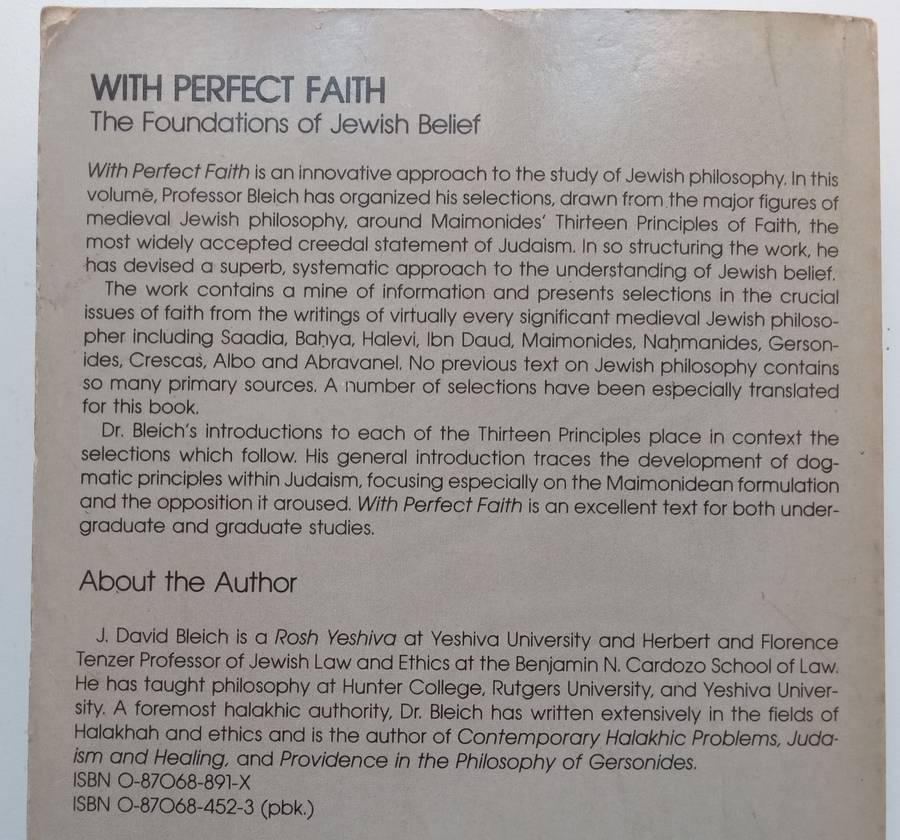 WITH PERFECT FAITH
The Foundations of Jewish Belief
With Perfect Faith is an innovative approach to the study of Jewish philosophy. In this
volume, Professor Bleich has organized his selections, drawn from the major figures of
medieval Jewish philosophy, around Maimonides' Thirteen Principles of Faith, the
most widely accepted creedal statement of Judaism. In so structuring the work, he
has devised a superb, systematic approach to the understanding of Jewish belief.
The work contains a mine of information and presents selections in the crucial
issues of faith from the writings of virtually every significant medieval Jewish philoso-
pher including Saadia, Baḥya, Halevi, Ibn Daud, Maimonides, Naḥmanides, Gerson-
ides, Crescas, Albo and Abravanel. No previous text on Jewish philosophy contains
so many primary sources. A number of selections have been especially translated
for this book.
Dr. Bleich's introductions to each of the Thirteen Principles place in context the
selections which follow. His general introduction traces the development of dog-
matic principles within Judaism, focusing especially on the Maimonidean formulation
and the opposition it aroused. With Perfect Faith is an excellent text for both under-
graduate and graduate studies.
About the Author
J. David Bleich is a Rosh Yeshiva at Yeshiva University and Herbert and Florence
Tenzer Professor of Jewish Law and Ethics at the Benjamin N. Cardozo School of Law.
He has taught philosophy at Hunter College, Rutgers University, and Yeshiva Univer-
sity. A foremost halakhic authority, Dr. Bleich has written extensively in the fields of
Halakhah and ethics and is the author of Contemporary Halakhic Problems, Juda-
ism and Healing, and Providence in the Philosophy of Gersonides.
ISBN 0-87068-891-X
ISBN 0-87068-452-3 (pbk.)